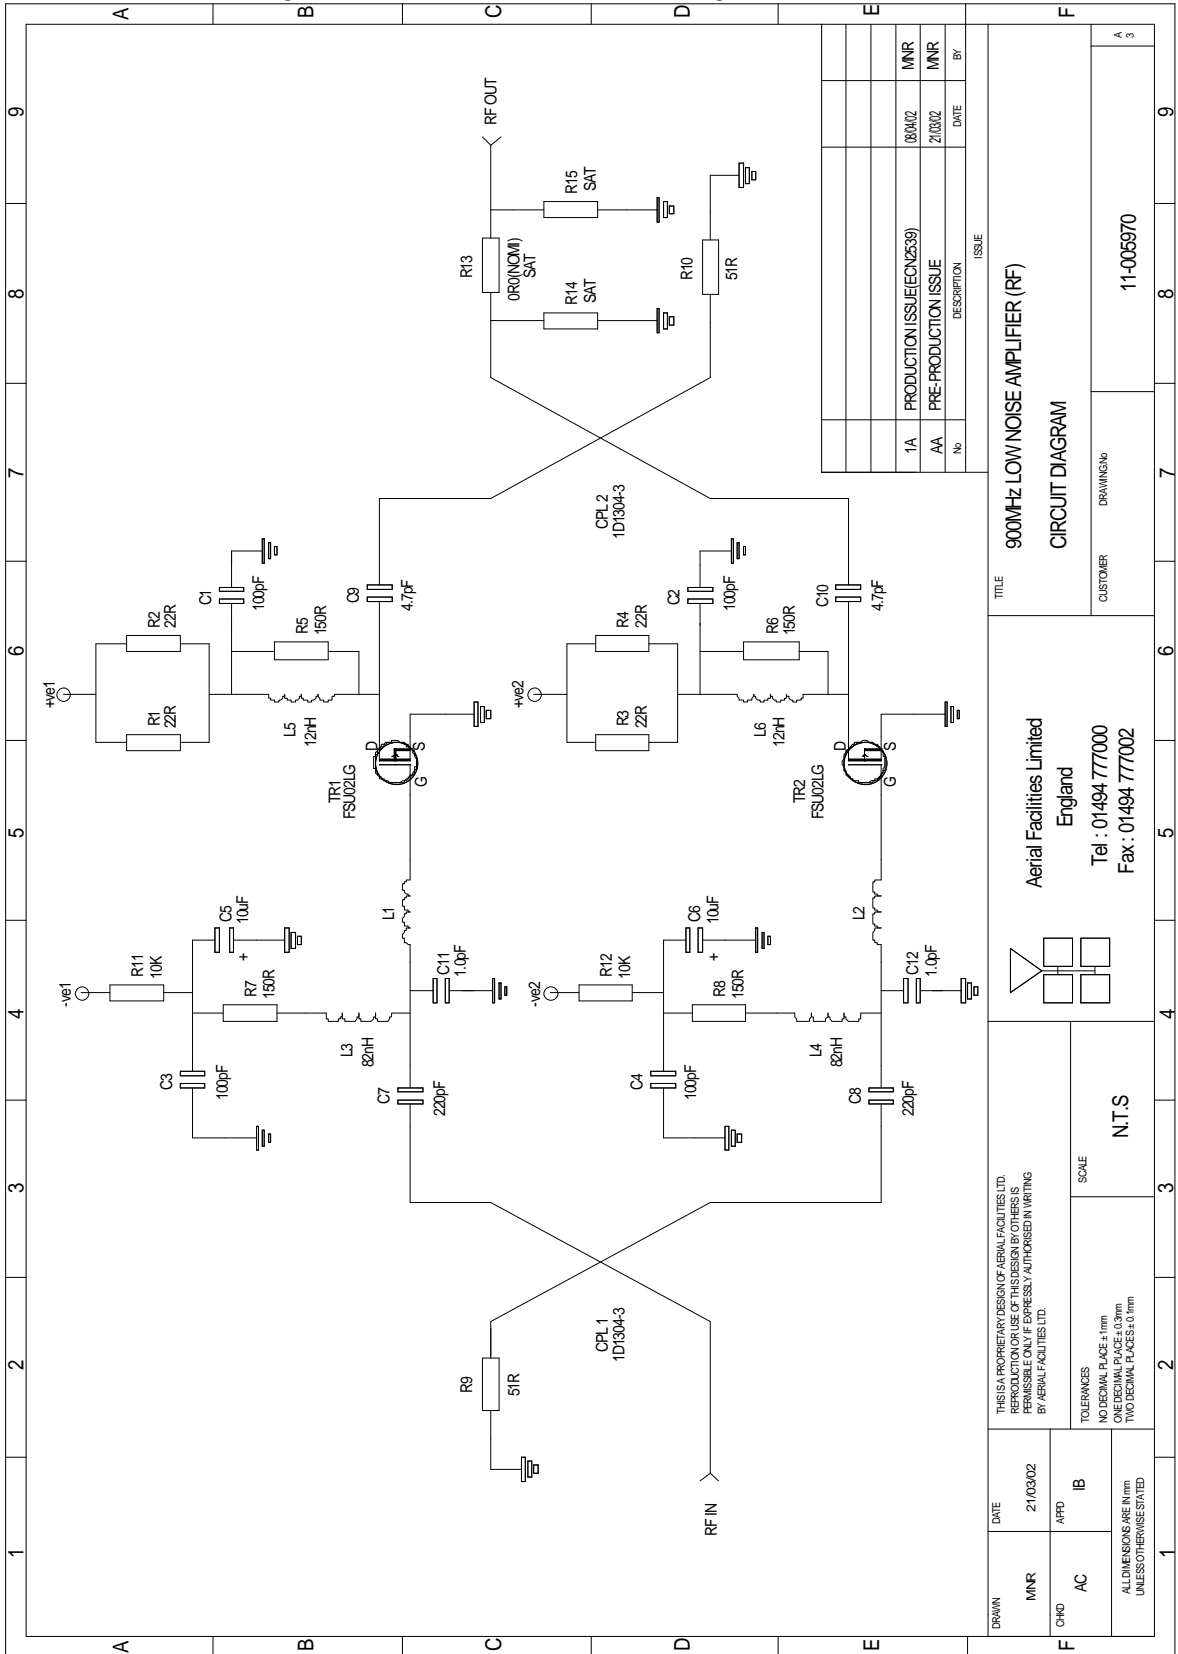 A
B
C
D
E
F
1
2
3
4
5
6
7
8
9
-ve1
R11
10K
C5
10uF
+
C3
100pF
R7
150R
L3
82nH
C7
220pF
C11
1.0pF
L1
+ve1
R1
22R
R2
22R
C1
100pF
L5
12nH
R5
150R
TR1
FSU02LG
D
S
G
C9
4.7pF
R9
51R
CPL1
1D1304-3
RF IN
-ve2
R12
10K
C6
10uF
+
C4
100pF
R8
150R
L4
82nH
C8
220pF
C12
1.0pF
L2
+ve2
R3
22R
R4
22R
C2
100pF
L6
12nH
R6
150R
TR2
FSU02LG
D
S
G
C10
4.7pF
CPL2
1D1304-3
R13
0R0(NOMI)
SAT
R14
SAT
R15
SAT
RF OUT
R10
51R
1A PRODUCTION ISSUE(ECN2539) 08/04/02 MNR
AA PRE-PRODUCTION ISSUE 21/03/02 MNR
No DESCRIPTION DATE BY
ISSUE
DRAWN
MNR
DATE
21/03/02
CHKD
AC
APPD
IB
ALL DIMENSIONS ARE IN mm
UNLESS OTHERWISE STATED
THIS IS A PROPRIETARY DESIGN OF AERIAL FACILITIES LTD.
REPRODUCTION OR USE OF THIS DESIGN BY OTHERS IS
PERMISSIBLE ONLY IF EXPRESSLY AUTHORISED IN WRITING
BY AERIAL FACILITIES LTD.
TOLERANCES
NO DECIMAL PLACE ± 1mm
ONE DECIMAL PLACE ± 0.3mm
TWO DECIMAL PLACES ± 0.1mm
SCALE
N.T.S
Aerial Facilities Limited
England
Tel : 01494 777000
Fax : 01494 777002
TITLE
900MHz LOW NOISE AMPLIFIER (RF)
CIRCUIT DIAGRAM
CUSTOMER
DRAWING No
11-005970
A
3
1
2
3
4
5
6
7
8
9
A
B
C
D
E
F